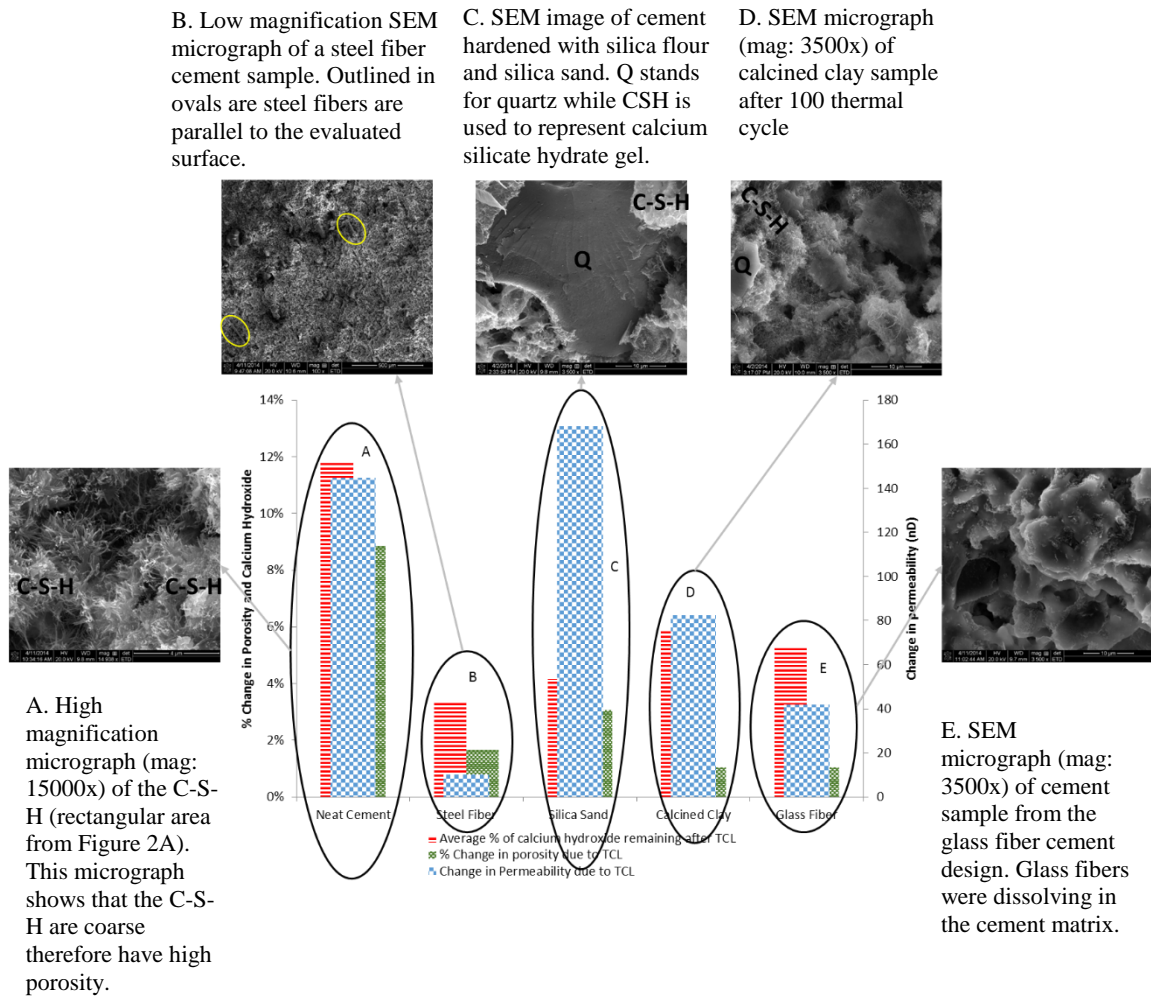 B. Low magnification SEM
micrograph of a steel fiber
cement sample. Outlined in
ovals are steel fibers are
parallel to the evaluated
surface.
C. SEM image of cement
hardened with silica flour
and silica sand. Q stands
for quartz while CSH is
used to represent calcium
silicate hydrate gel.
D. SEM micrograph
(mag: 3500x) of
calcined clay sample
after 100 thermal
cycle
C-S-H
Q
C-S-H
Q
C-S-H
C-S-H
A. High
magnification
micrograph (mag:
15000x) of the C-S-
H (rectangular area
from Figure 2A).
This micrograph
shows that the C-S-
H are coarse
therefore have high
porosity.
% Change in Porosity and Calcium Hydroxide
14%
12%
10%
8%
6%
4%
2%
0%
A
B
C
D
E
Neat Cement
Steel Fiber
Silica Sand
Calcined Clay
Glass Fiber
180
160
140
120
100
80
60
40
20
0
Change in permeability (nD)
Average % of calcium hydroxide remaining after TCL
% Change in porosity due to TCL
Change in Permeability due to TCL
E. SEM
micrograph (mag:
3500x) of cement
sample from the
glass fiber cement
design. Glass fibers
were dissolving in
the cement matrix.